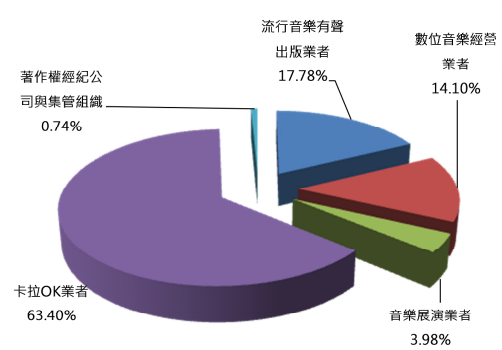 流行音樂有聲
出版業者
17.78%
數位音樂經營
業者
14.10%
著作權經紀公
司與集管組織
0.74%
卡拉OK業者
63.40%
音樂展演業者
3.98%